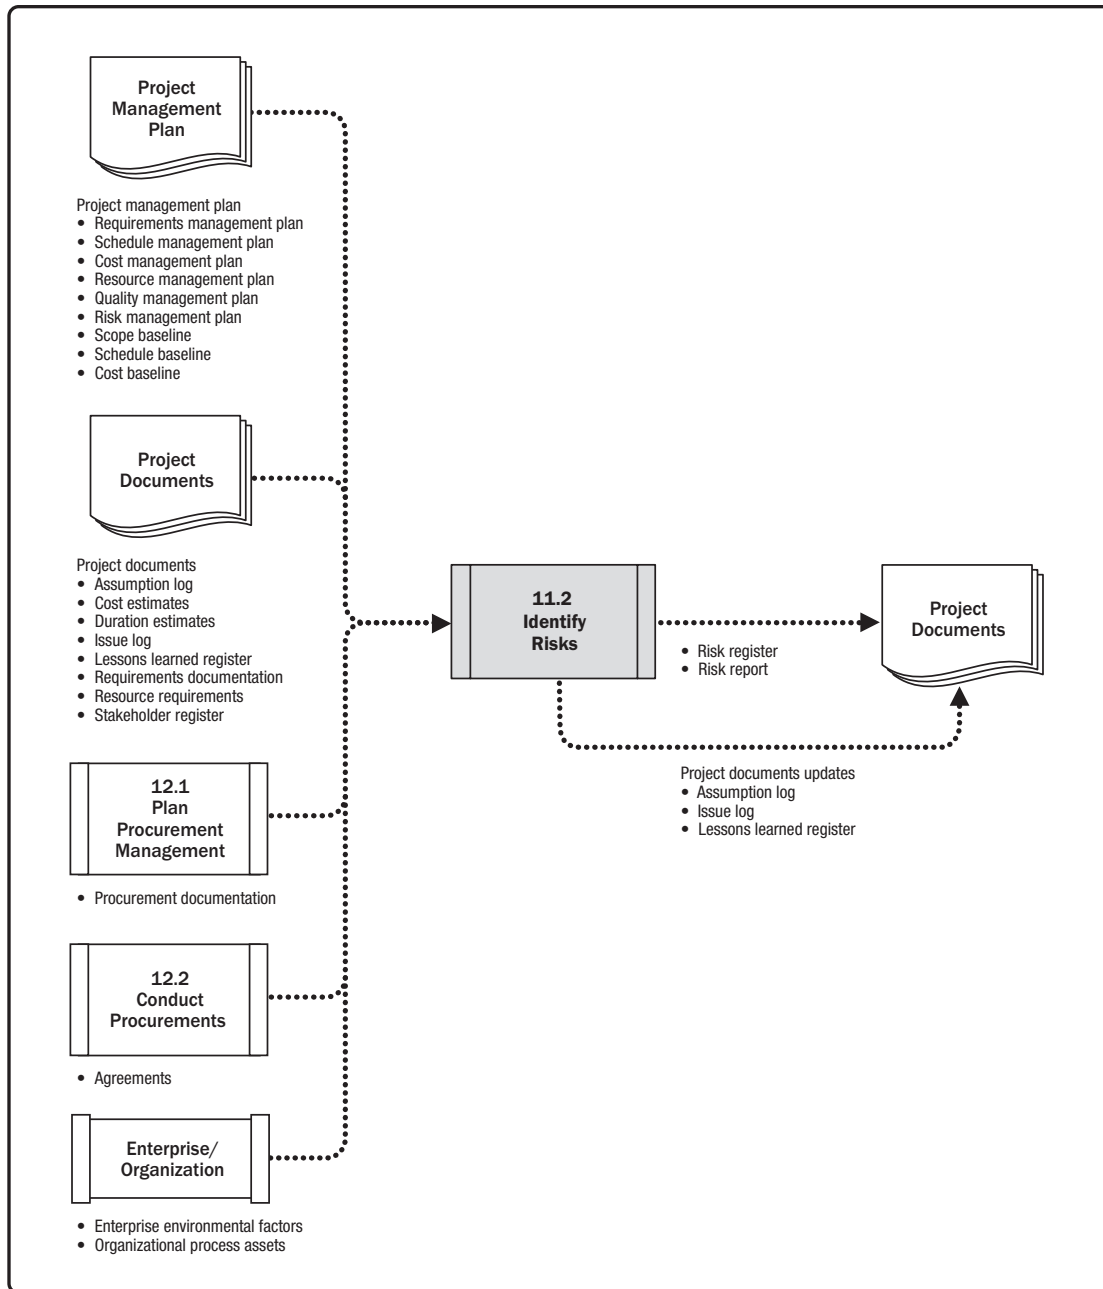 Project
Management
Plan
Project management plan
• Requirements management plan
• Schedule management plan
• Cost management plan
• Resource management plan
• Quality management plan
• Risk management plan
• Scope baseline
• Schedule baseline
• Cost baseline
Project
Documents
Project documents
• Assumption log
• Cost estimates
• Duration estimates
• Issue log
• Lessons learned register
• Requirements documentation
• Resource requirements
• Stakeholder register
12.1
Plan
Procurement
Management
• Procurement documentation
12.2
Conduct
Procurements
• Agreements
Enterprise/
Organization
• Enterprise environmental factors
• Organizational process assets
11.2
Identify
Risks
• Risk register
• Risk report
Project
Documents
Project documents updates
• Assumption log
• Issue log
• Lessons learned register